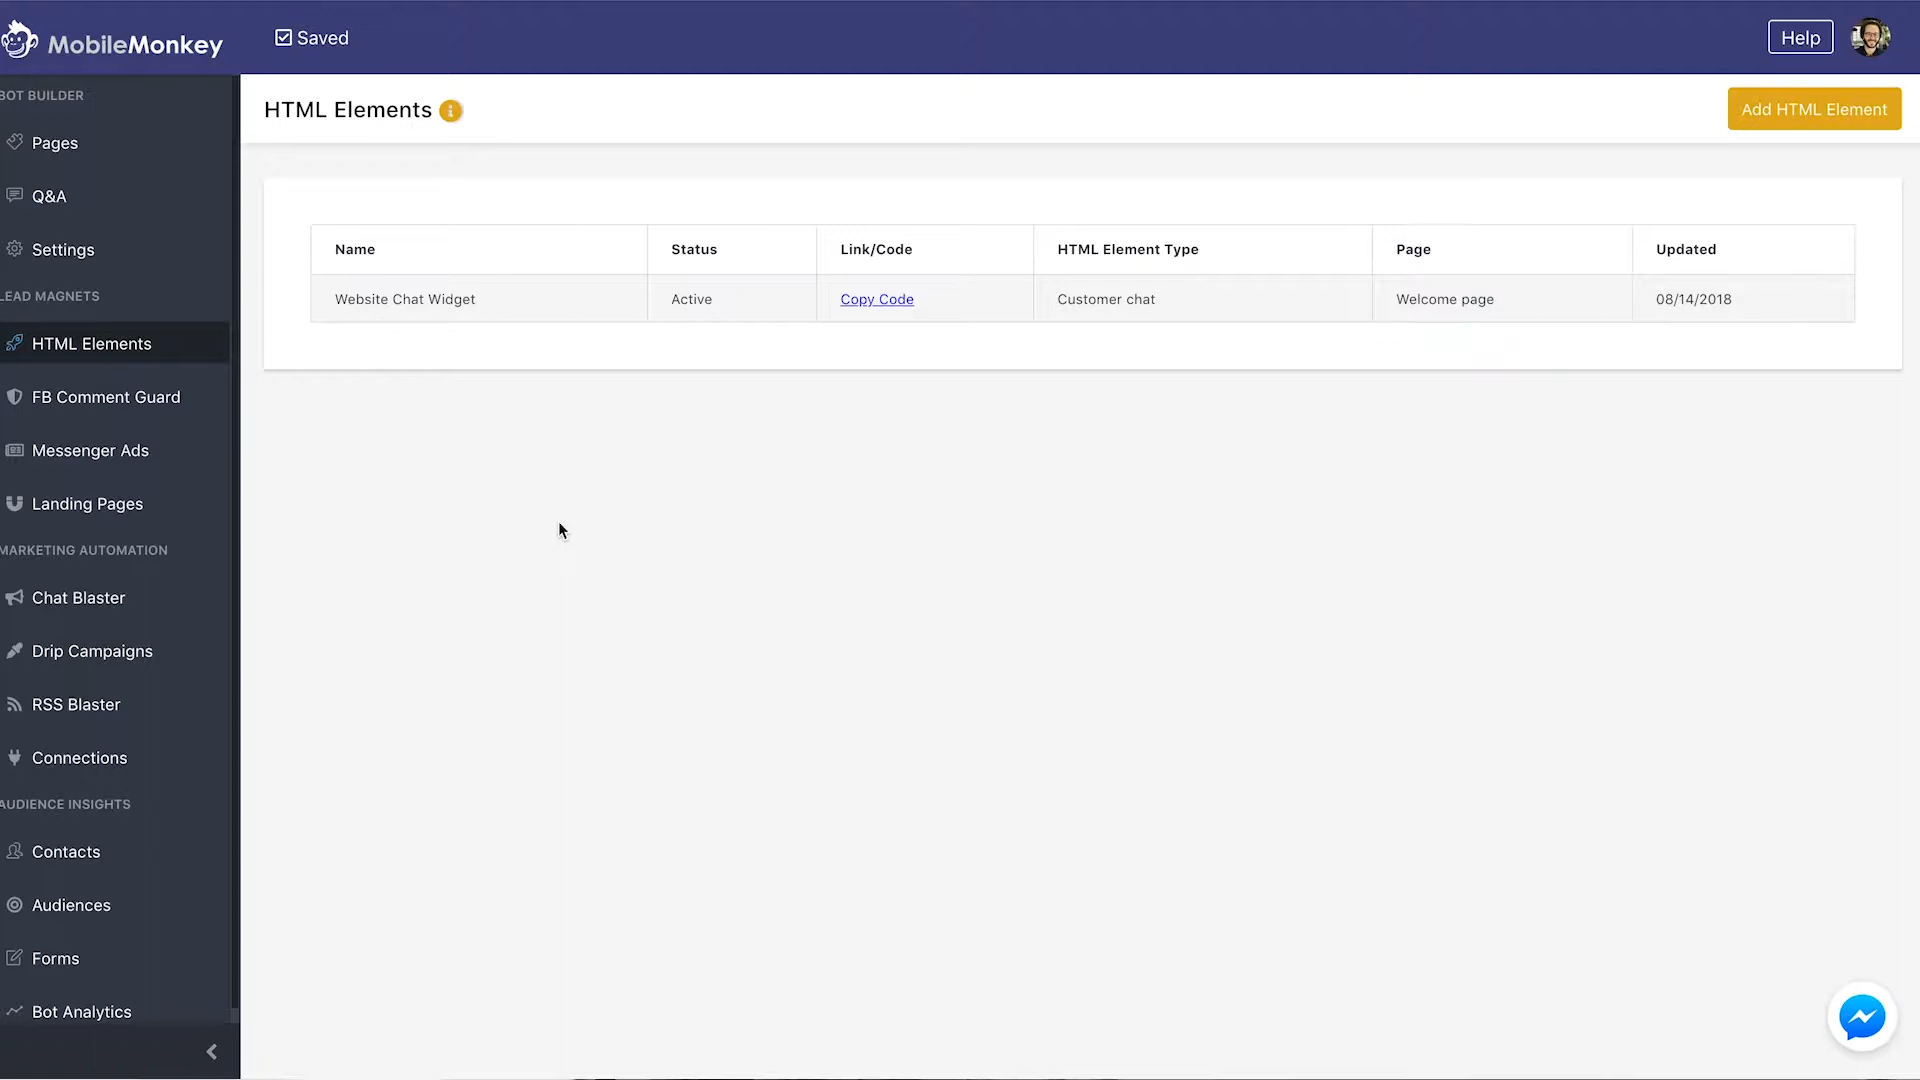 MobileMonkey
Saved
Help
BOT BUILDER
Pages
Q&A
Settings
LEAD MAGNETS
HTML Elements
FB Comment Guard
Messenger Ads
Landing Pages
MARKETING AUTOMATION
Chat Blaster
Drip Campaigns
RSS Blaster
Connections
AUDIENCE INSIGHTS
Contacts
Audiences
Forms
Bot Analytics
HTML Elements
Add HTML Element
Name Status Link/Code HTML Element Type Page Updated
Website Chat Widget Active Copy Code Customer chat Welcome page 08/14/2018